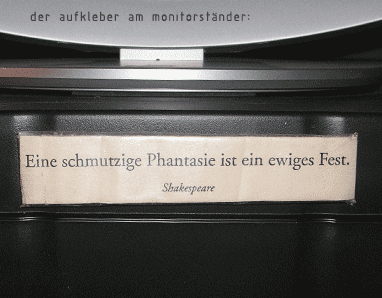 der aufkleber am monitorständer:
Eine schmutzige Phantasie ist ein ewiges Fest.
Shakespeare